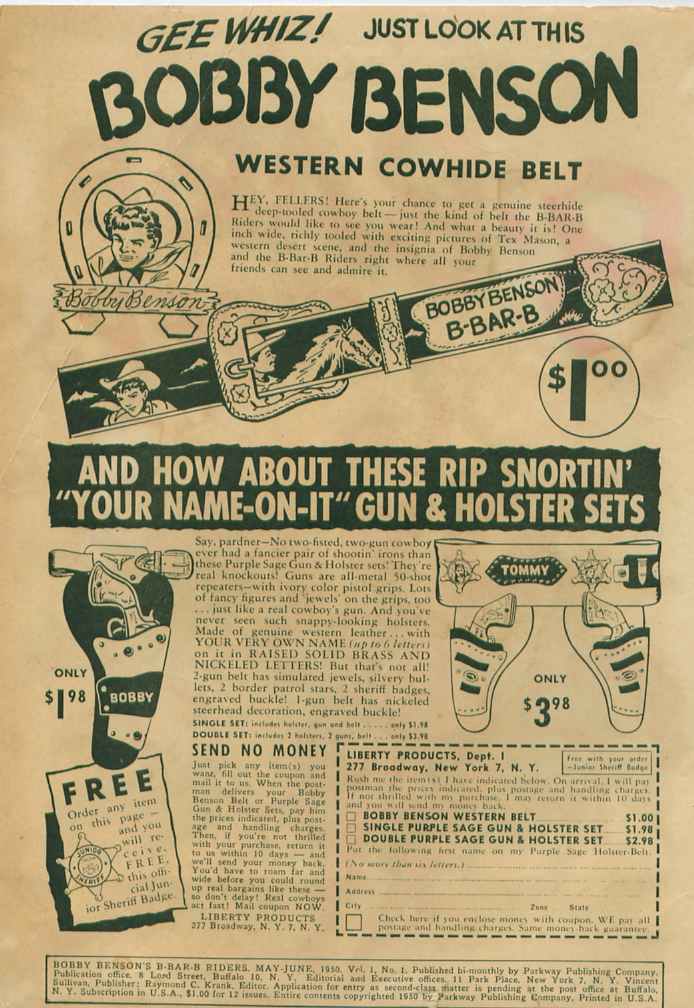 GEE WHIZ! JUST LOOK AT THIS
BOBBY BENSON
WESTERN COWHIDE BELT
HEY, FELLERS! Here's your chance to get a genuine steerhide
deep-tooled cowboy belt — just the kind of belt the B-BAR-B
Riders would like to see you wear! And what a beauty it is! One
inch wide, richly tooled with exciting pictures of Tex Mason, a
western desert scene, and the insignia of Bobby Benson
and the B-Bar-B Riders right where all your
friends can see and admire it.
Bobby Benson
BOBBY BENSON
B-BAR-B
$1.00
AND HOW ABOUT THESE RIP SNORTIN'
"YOUR NAME-ON-IT" GUN & HOLSTER SETS
Say, pardner—No two-fisted, two-gun cowboy
ever had a fancier pair of shootin' irons than
these Purple Sage Gun & Holster sets! They're
real knockouts! Guns are all-metal 50-shot
repeaters—with ivory color pistol grips. Lots
of fancy figures and 'jewels' on the grips, too
. . . just like a real cowboy's gun. And you've
never seen such snappy-looking holsters.
Made of genuine western leather . . . with
YOUR VERY OWN NAME (up to 6 letters)
on it in RAISED SOLID BRASS AND
NICKELED LETTERS! But that's not all!
2-gun belt has simulated jewels, silvery bul-
lets, 2 border patrol stars, 2 sheriff badges,
engraved buckle! 1-gun belt has nickeled
steerhead decoration, engraved buckle!
SINGLE SET: includes holster, gun and belt . . . . . only $1.98
DOUBLE SET: includes 2 holsters, 2 guns, belt . . . only $3.98
ONLY
$1.98
BOBBY
TOMMY
ONLY
$3.98
FREE
Order any item
on this page —
and you
will re-
ceive,
FREE,
this offi-
cial Jun-
ior Sheriff Badge.
JUNIOR
SHERIFF
SEND NO MONEY
Just pick any item(s) you
want, fill out the coupon and
mail it to us. When the post-
man delivers your Bobby
Benson Belt or Purple Sage
Gun & Holster Sets, pay him
the prices indicated, plus post-
age and handling charges.
Then, if you're not thrilled
with your purchase, return it
to us within 10 days — and
we'll send your money back.
You'd have to roam far and
wide before you could round
up real bargains like these —
so don't delay! Real cowboys
act fast! Mail coupon NOW.
LIBERTY PRODUCTS
277 Broadway, N. Y. 7, N. Y.
LIBERTY PRODUCTS, Dept. 1
277 Broadway, New York 7, N. Y.
Free with your order
—Junior Sheriff Badge
Rush me the item(s) I have indicated below. On arrival, I will pay
postman the prices indicated, plus postage and handling charges.
If not thrilled with my purchase, I may return it within 10 days
and you will send my money back.
BOBBY BENSON WESTERN BELT $1.00
SINGLE PURPLE SAGE GUN & HOLSTER SET $1.98
DOUBLE PURPLE SAGE GUN & HOLSTER SET $2.98
Put the following first name on my Purple Sage Holster-Belt.
(No more than six letters.)
Name
Address
City Zone State
Check here if you enclose money with coupon. WE pay all
postage and handling charges. Same money-back guarantee.
BOBBY BENSON'S B-BAR-B RIDERS, MAY-JUNE, 1950, Vol. 1, No. 1. Published bi-monthly by Parkway Publishing Company.
Publication office, 8 Lord Street, Buffalo 10, N. Y. Editorial and Executive offices, 11 Park Place, New York 7, N. Y. Vincent
Sullivan, Publisher; Raymond C. Krank, Editor. Application for entry as second-class matter is pending at the post office at Buffalo,
N. Y. Subscription in U.S.A., $1.00 for 12 issues. Entire contents copyrighted 1950 by Parkway Publishing Company. Printed in U.S.A.